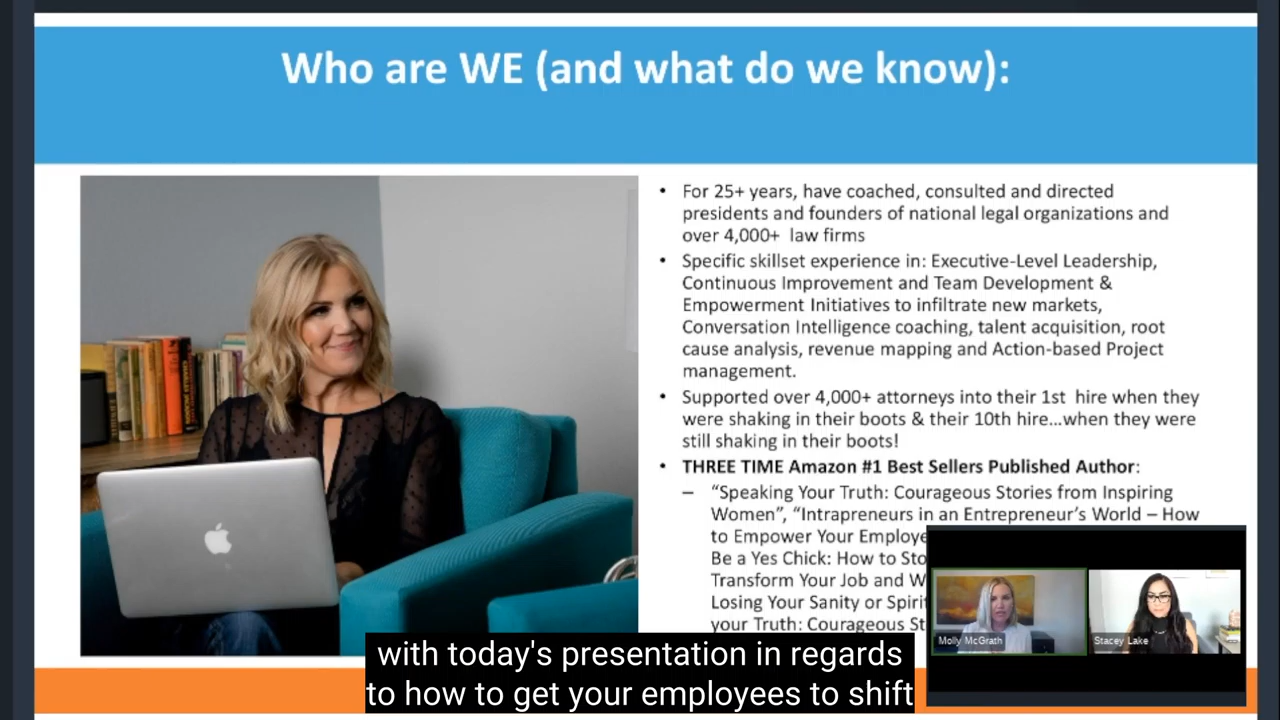 Who are WE (and what do we know):
• For 25+ years, have coached, consulted and directed
presidents and founders of national legal organizations and
over 4,000+ law firms
• Specific skillset experience in: Executive-Level Leadership,
Continuous Improvement and Team Development &
Empowerment Initiatives to infiltrate new markets,
Conversation Intelligence coaching, talent acquisition, root
cause analysis, revenue mapping and Action-based Project
management.
• Supported over 4,000+ attorneys into their 1st hire when they
were shaking in their boots & their 10th hire…when they were
still shaking in their boots!
• THREE TIME Amazon #1 Best Sellers Published Author:
– “Speaking Your Truth: Courageous Stories from Inspiring
Women”, “Intrapreneurs in an Entrepreneur’s World – How
to Empower Your Employe
Be a Yes Chick: How to Sto
Transform Your Job and W
Losing Your Sanity or Spirit
your Truth: Courageous St
Molly McGrath
Stacey Lake
with today's presentation in regards
to how to get your employees to shift